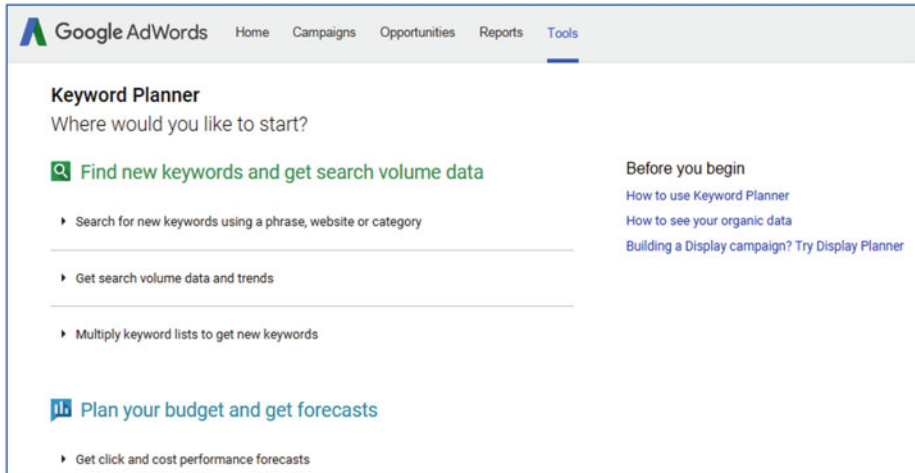 Google AdWords Home Campaigns Opportunities Reports Tools
Keyword Planner
Where would you like to start?
Find new keywords and get search volume data
Search for new keywords using a phrase, website or category
Get search volume data and trends
Multiply keyword lists to get new keywords
Plan your budget and get forecasts
Get click and cost performance forecasts
Before you begin
How to use Keyword Planner
How to see your organic data
Building a Display campaign? Try Display Planner